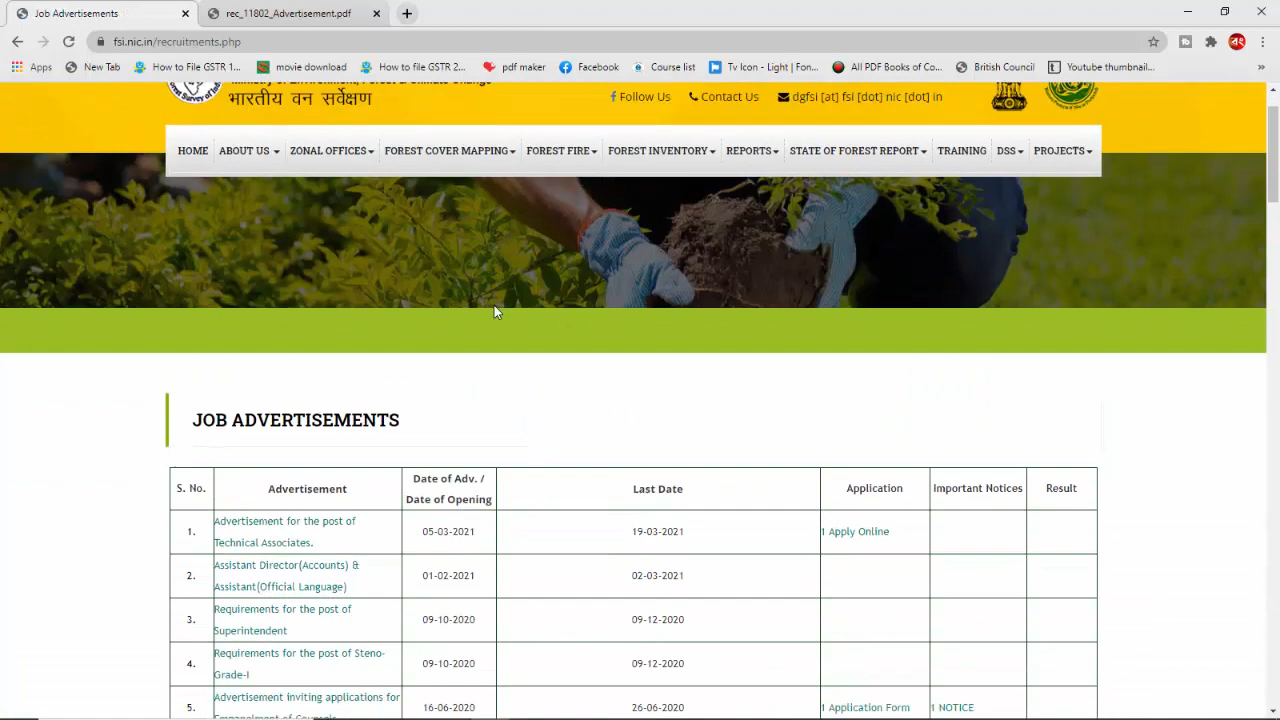 Job Advertisements
rec_11802_Advertisement.pdf
fsi.nic.in/recruitments.php
Apps New Tab How to File GSTR 2... movie download How to File GSTR 1... pdf maker Facebook Course list Tv Icon - Light | Fon... All PDF Books of Co... British Council Youtube thumbnail... »
Ministry of Environment, Forest & Climate Change
भारतीय वन सर्वेक्षण
Follow Us Contact Us dgfsi [at] fsi [dot] nic [dot] in
HOME ABOUT US ZONAL OFFICES FOREST COVER MAPPING FOREST FIRE FOREST INVENTORY REPORTS STATE OF FOREST REPORT TRAINING DSS PROJECTS
JOB ADVERTISEMENTS
S. No. Advertisement Date of Adv. / Date of Opening Last Date Application Important Notices Result
1. Advertisement for the post of Technical Associates. 05-03-2021 19-03-2021 1 Apply Online
2. Assistant Director(Accounts) & Assistant(Official Language) 01-02-2021 02-03-2021
3. Requirements for the post of Superintendent 09-10-2020 09-12-2020
4. Requirements for the post of Steno-Grade-I 09-10-2020 09-12-2020
5. Advertisement inviting applications for 16-06-2020 26-06-2020 1 Application Form 1 NOTICE